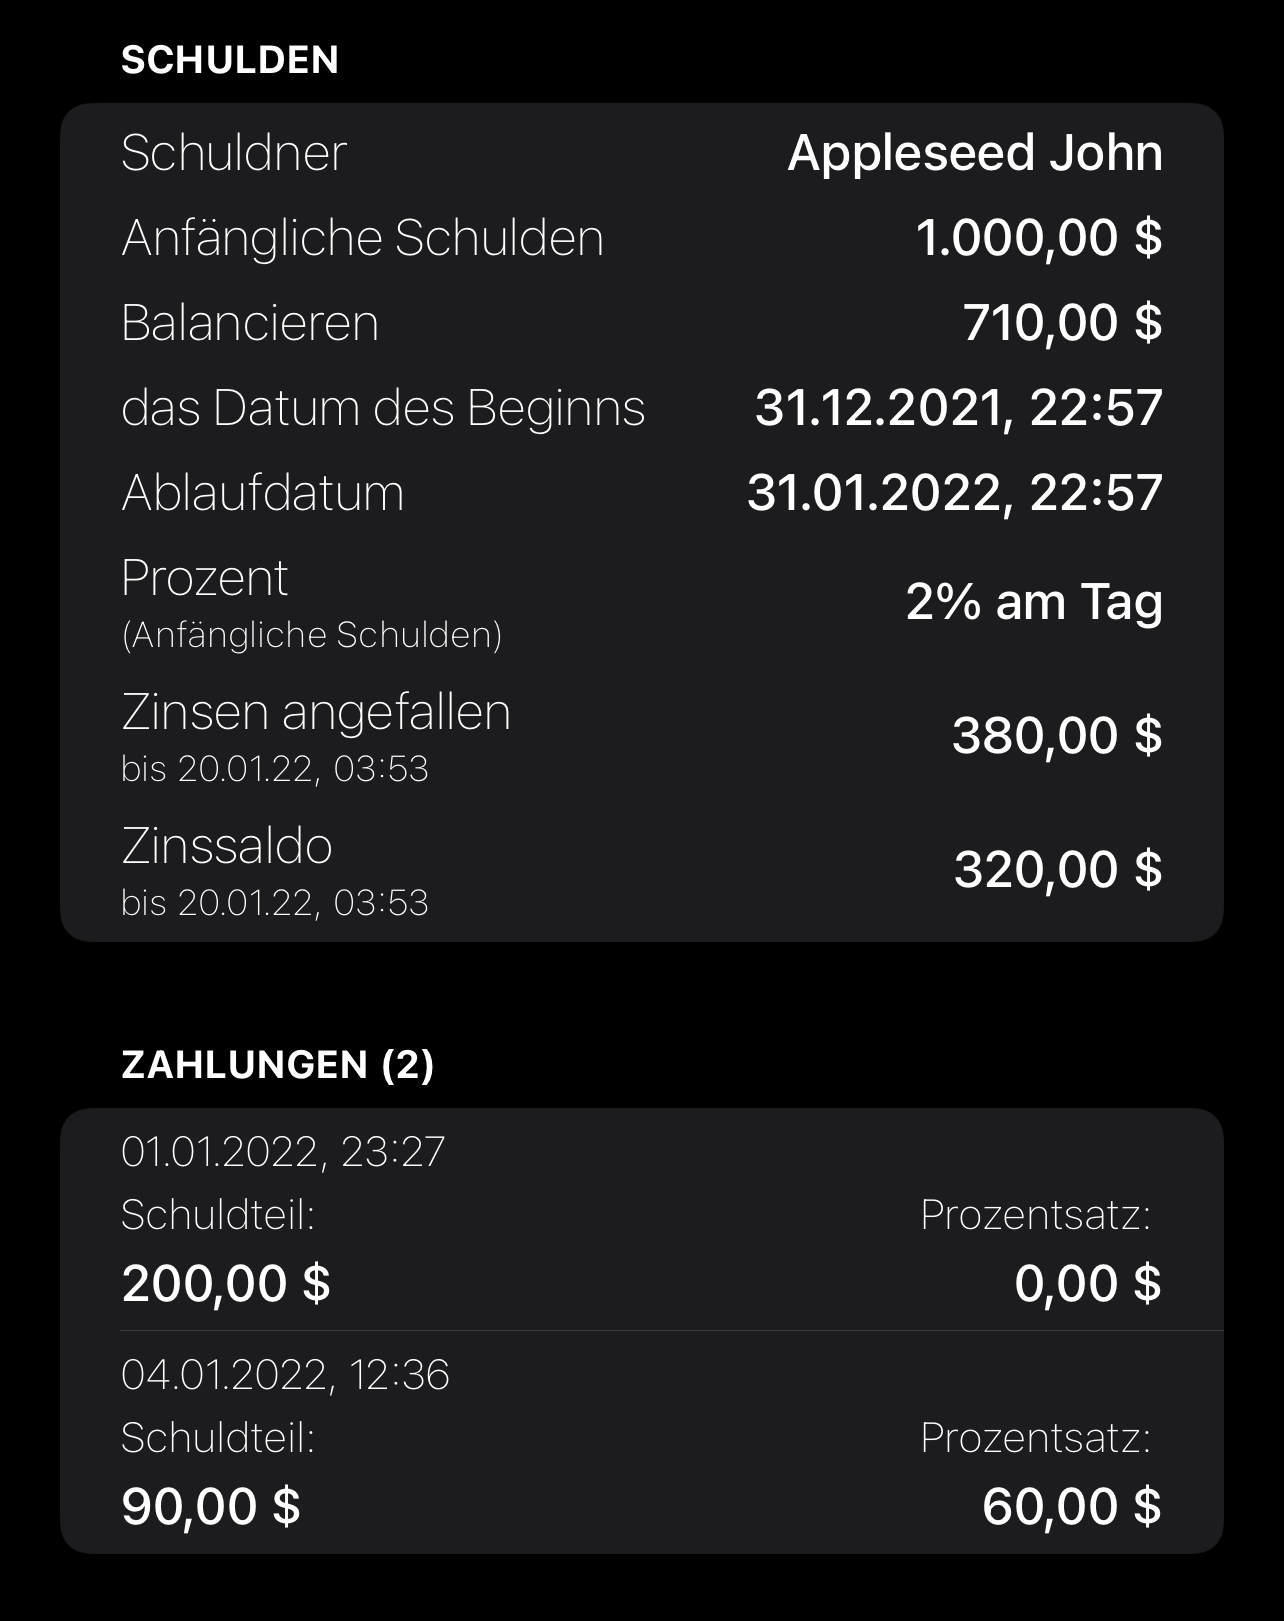 SCHULDEN
Schuldner Appleseed John
Anfängliche Schulden 1.000,00 $
Balancieren 710,00 $
das Datum des Beginns 31.12.2021, 22:57
Ablaufdatum 31.01.2022, 22:57
Prozent
(Anfängliche Schulden) 2% am Tag
Zinsen angefallen
bis 20.01.22, 03:53 380,00 $
Zinssaldo
bis 20.01.22, 03:53 320,00 $
ZAHLUNGEN (2)
01.01.2022, 23:27
Schuldteil: Prozentsatz:
200,00 $ 0,00 $
04.01.2022, 12:36
Schuldteil: Prozentsatz:
90,00 $ 60,00 $